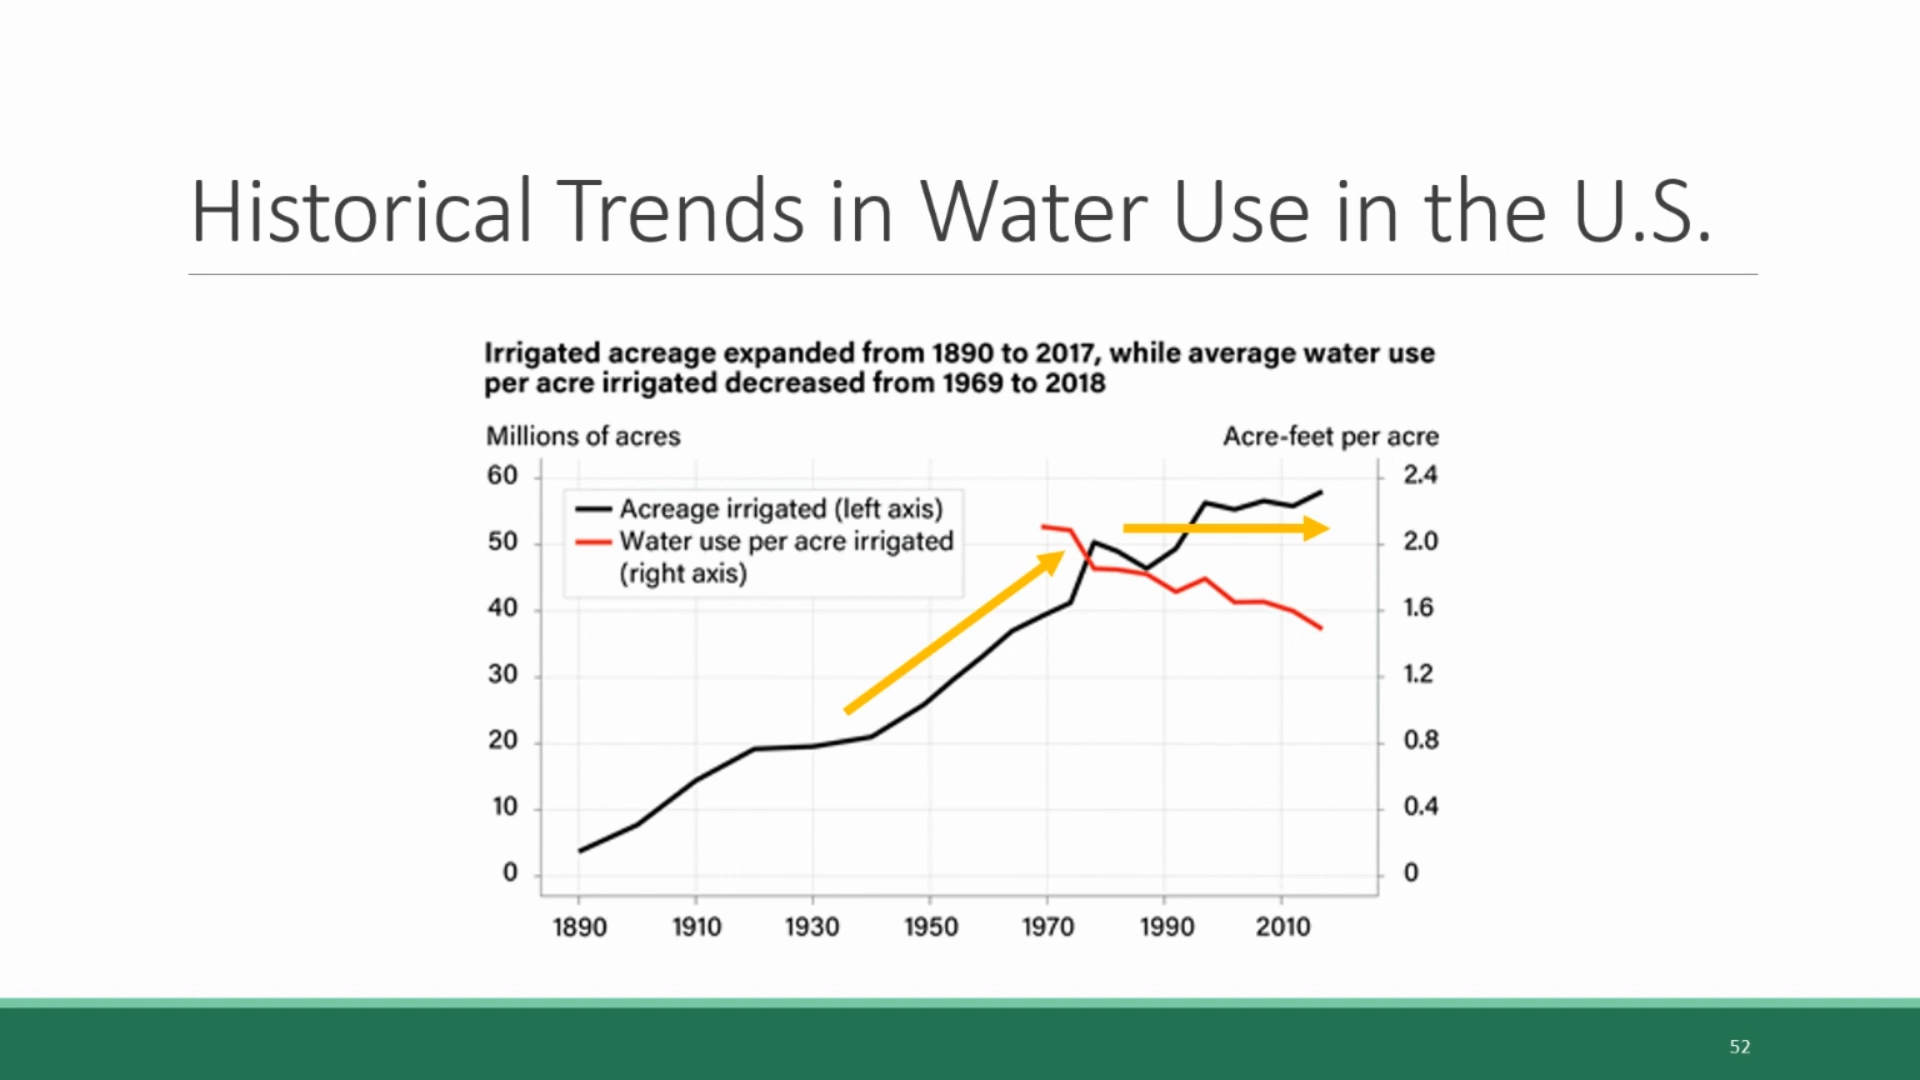 Historical Trends in Water Use in the U.S.
Irrigated acreage expanded from 1890 to 2017, while average water use
per acre irrigated decreased from 1969 to 2018
Millions of acres
Acre-feet per acre
60
50
40
30
20
10
0
Acreage irrigated (left axis)
Water use per acre irrigated
(right axis)
2.4
2.0
1.6
1.2
0.8
0.4
0
1890 1910 1930 1950 1970 1990 2010
52